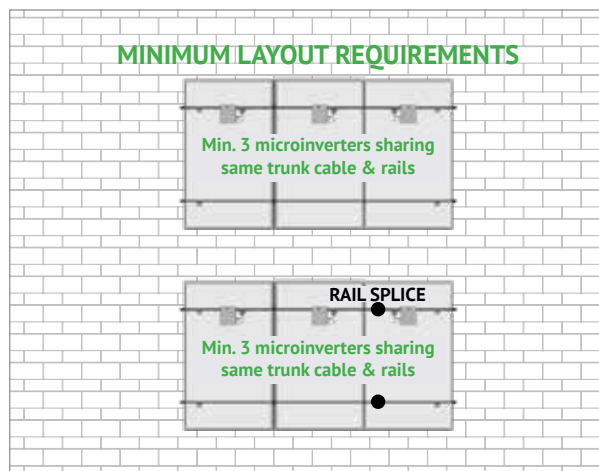 MINIMUM LAYOUT REQUIREMENTS
Min. 3 microinverters sharing
same trunk cable & rails
RAIL SPLICE
Min. 3 microinverters sharing
same trunk cable & rails